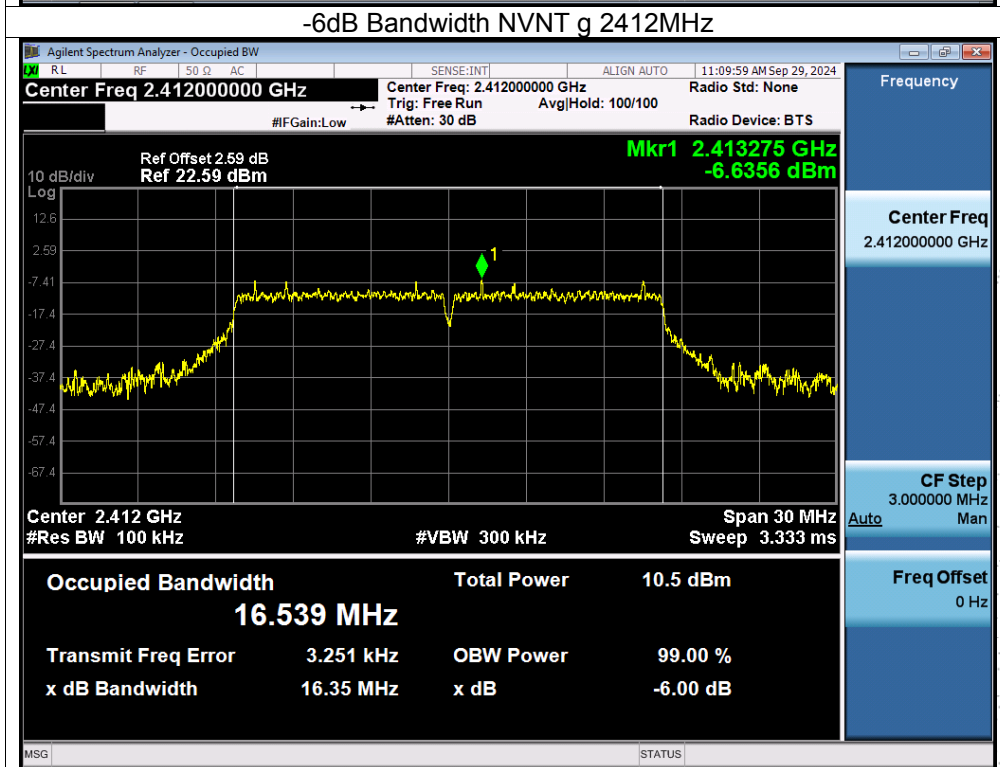 -6dB Bandwidth NVNT g 2412MHz
Agilent Spectrum Analyzer - Occupied BW
LXI RL RF 50 Ω AC SENSE:INT ALIGN AUTO 11:09:59 AM Sep 29, 2024
Center Freq 2.412000000 GHz
Center Freq: 2.412000000 GHz Radio Std: None
Trig: Free Run Avg|Hold: 100/100
#IFGain:Low #Atten: 30 dB Radio Device: BTS
Mkr1 2.413275 GHz
-6.6356 dBm
Ref Offset 2.59 dB
10 dB/div Ref 22.59 dBm
Log
12.6
2.59
1
-7.41
-17.4
-27.4
-37.4
-47.4
-57.4
-67.4
Center 2.412 GHz Span 30 MHz
#Res BW 100 kHz #VBW 300 kHz Sweep 3.333 ms
Occupied Bandwidth Total Power 10.5 dBm
16.539 MHz
Transmit Freq Error 3.251 kHz OBW Power 99.00 %
x dB Bandwidth 16.35 MHz x dB -6.00 dB
MSG STATUS
Frequency
Center Freq
2.412000000 GHz
CF Step
3.000000 MHz
Auto Man
Freq Offset
0 Hz